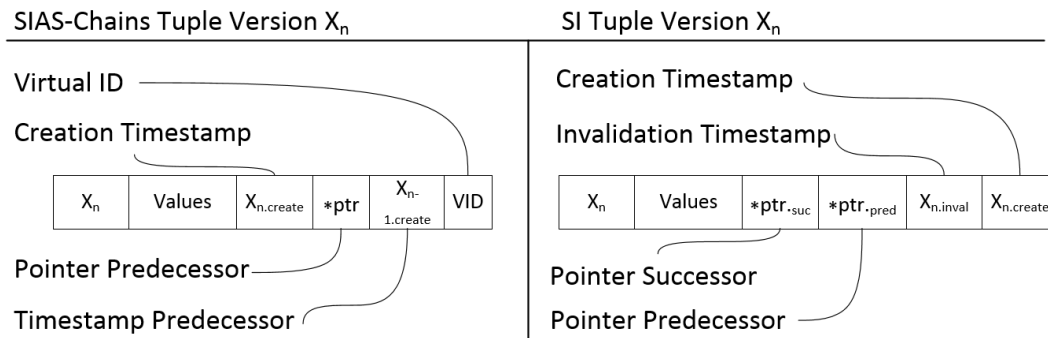 SIAS-Chains Tuple Version Xn
Virtual ID
Creation Timestamp
Xn Values Xn.create *ptr Xn-1.create VID
Pointer Predecessor
Timestamp Predecessor
SI Tuple Version Xn
Creation Timestamp
Invalidation Timestamp
Xn Values *ptr.suc *ptr.pred Xn.inval Xn.create
Pointer Successor
Pointer Predecessor